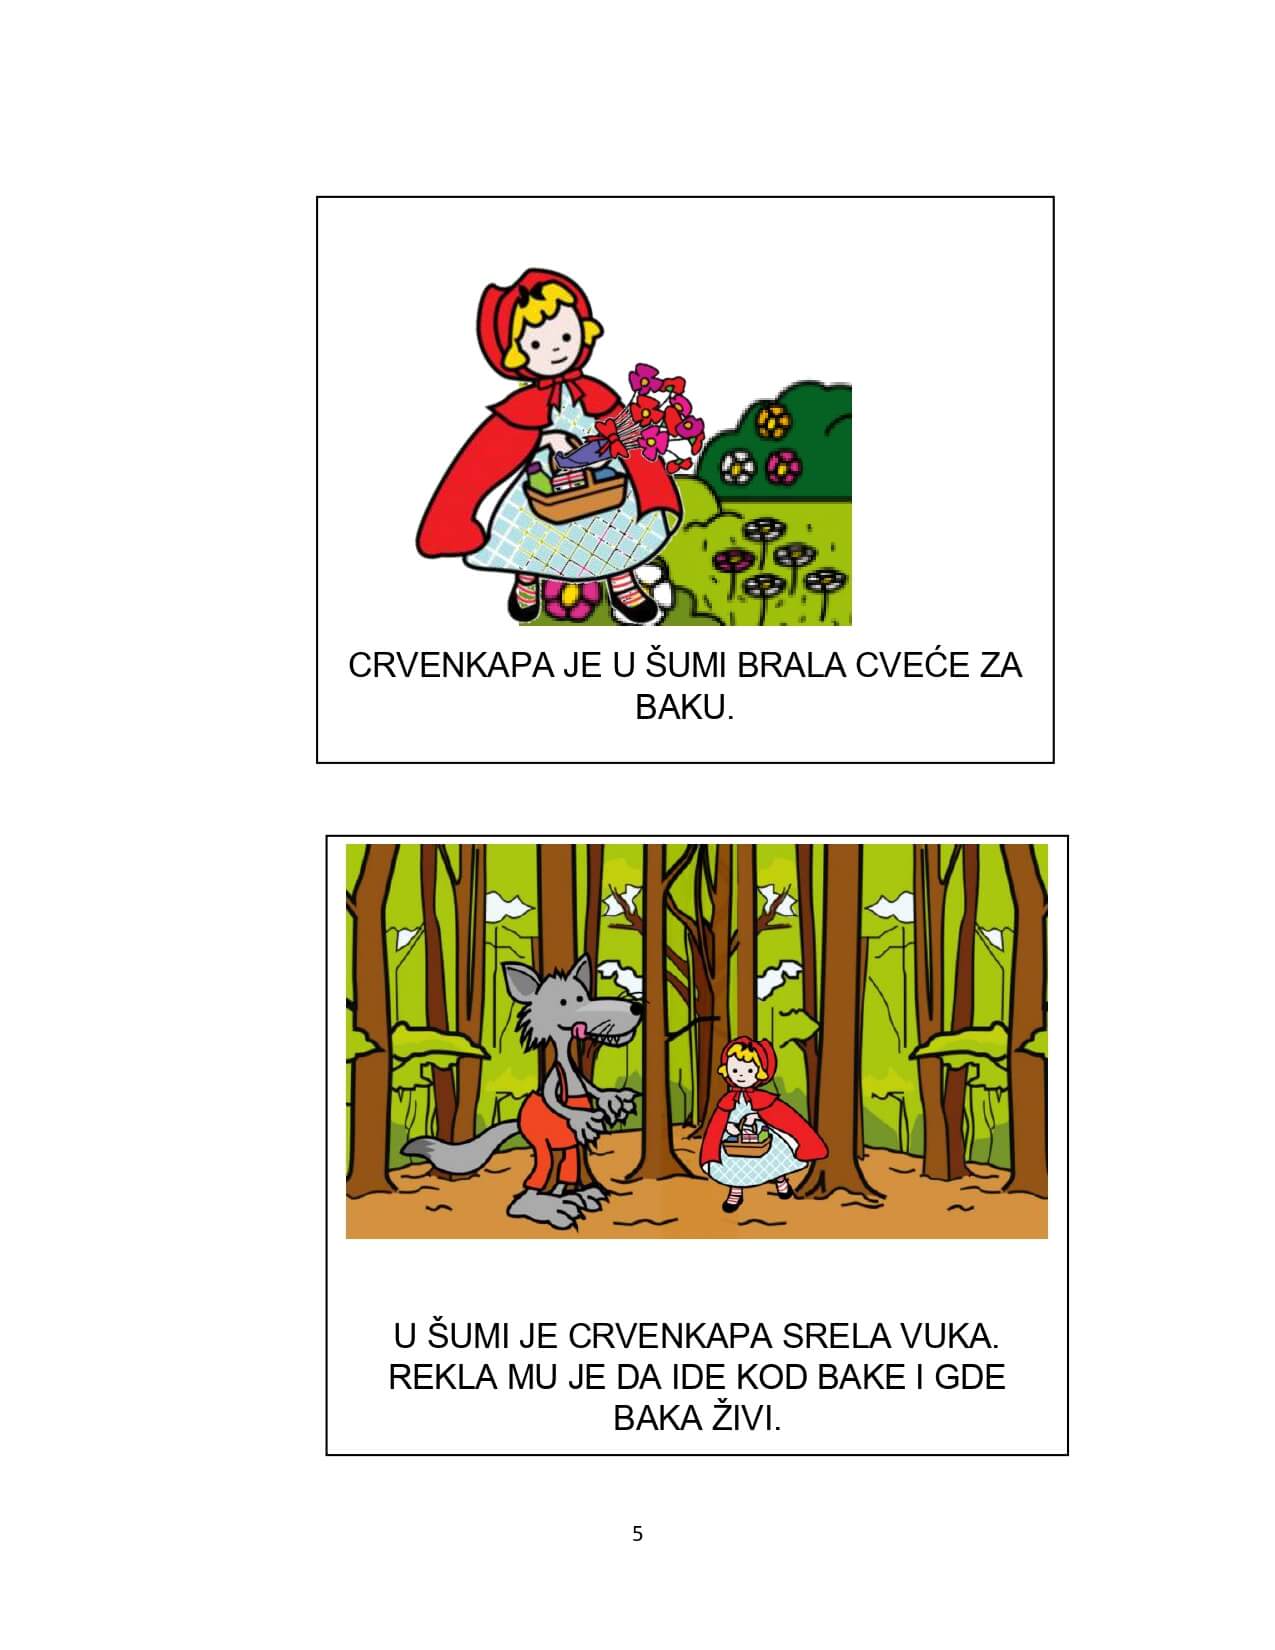 CRVENKAPA JE U ŠUMI BRALA CVEĆE ZA
BAKU.
U ŠUMI JE CRVENKAPA SRELA VUKA.
REKLA MU JE DA IDE KOD BAKE I GDE
BAKA ŽIVI.
5